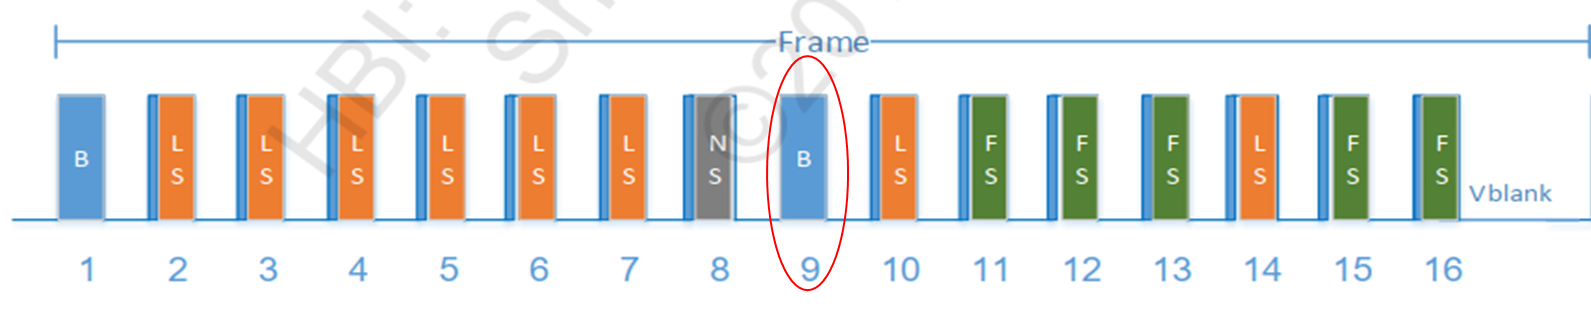 Frame
B L S L S L S L S L S L S N S B L S F S F S F S L S F S F S
Vblank
1 2 3 4 5 6 7 8 9 10 11 12 13 14 15 16
HBI:
Sh
©20